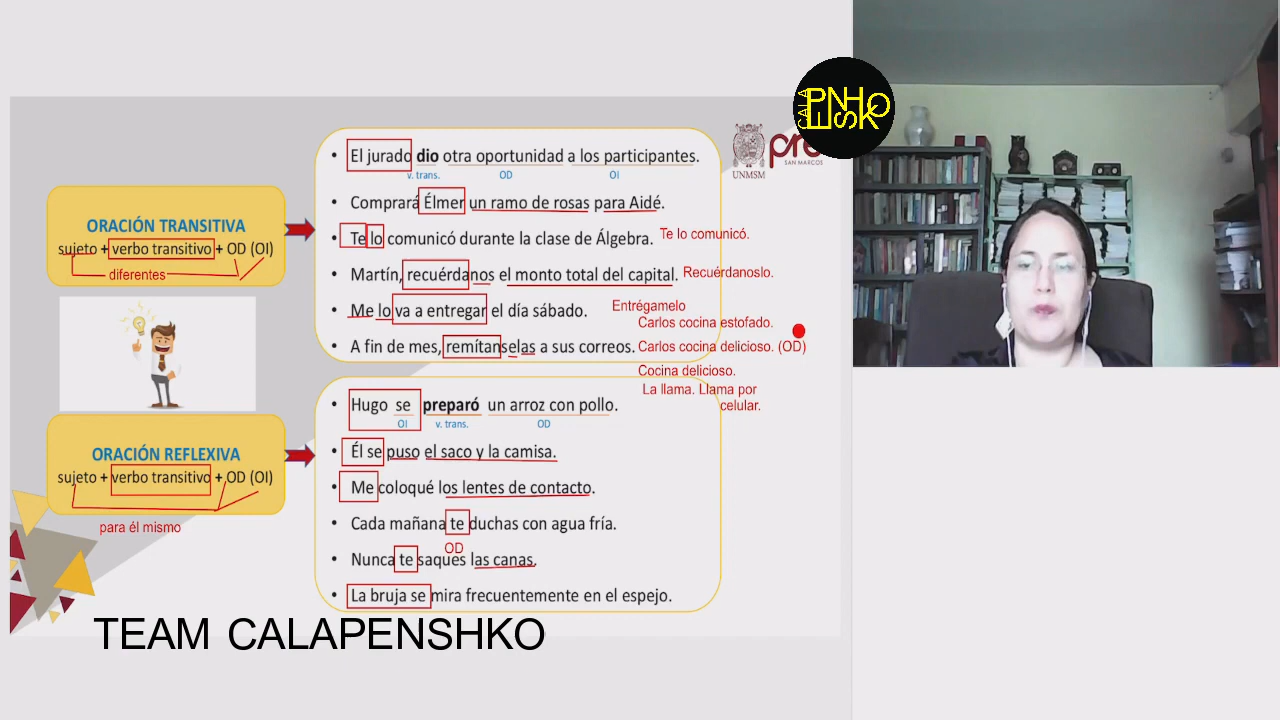 CALA
PENSHKO
UNMSM
pre
SAN MARCOS
ORACIÓN TRANSITIVA
sujeto + verbo transitivo + OD (OI)
diferentes
• El jurado dio otra oportunidad a los participantes.
v. trans. OD OI
• Comprará Élmer un ramo de rosas para Aidé.
• Te lo comunicó durante la clase de Álgebra. Te lo comunicó.
• Martín, recuérdanos el monto total del capital. Recuérdanoslo.
• Me lo va a entregar el día sábado. Entrégamelo
Carlos cocina estofado.
• A fin de mes, remítanselas a sus correos. Carlos cocina delicioso. (OD)
Cocina delicioso.
La llama. Llama por
celular.
ORACIÓN REFLEXIVA
sujeto + verbo transitivo + OD (OI)
para él mismo
• Hugo se preparó un arroz con pollo.
OI v. trans. OD
• Él se puso el saco y la camisa.
• Me coloqué los lentes de contacto.
• Cada mañana te duchas con agua fría.
OD
• Nunca te saques las canas.
• La bruja se mira frecuentemente en el espejo.
TEAM CALAPENSHKO